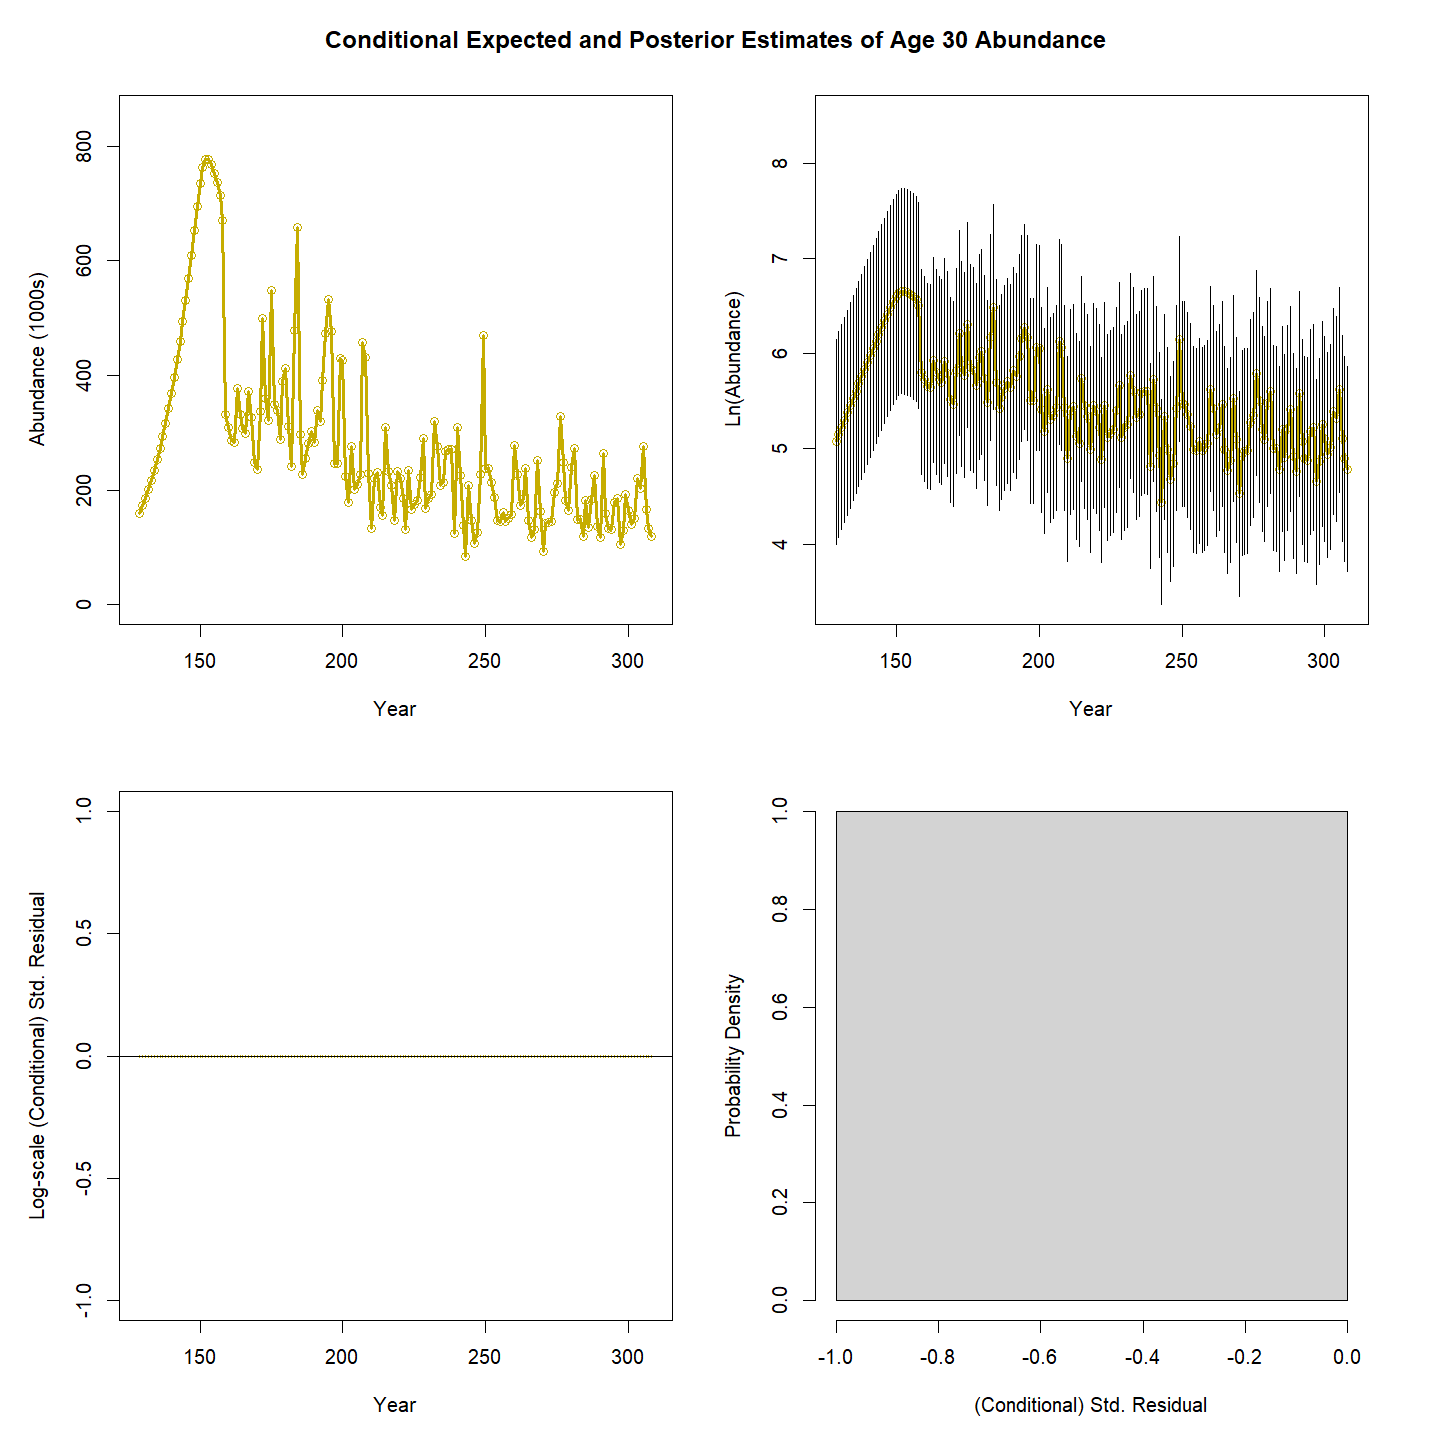 Conditional Expected and Posterior Estimates of Age 30 Abundance
Abundance (1000s)
800
600
400
200
0
150 200 250 300
Year
Ln(Abundance)
8
7
6
5
4
150 200 250 300
Year
Log-scale (Conditional) Std. Residual
1.0
0.5
0.0
-0.5
-1.0
150 200 250 300
Year
Probability Density
1.0
0.8
0.6
0.4
0.2
0.0
-1.0 -0.8 -0.6 -0.4 -0.2 0.0
(Conditional) Std. Residual